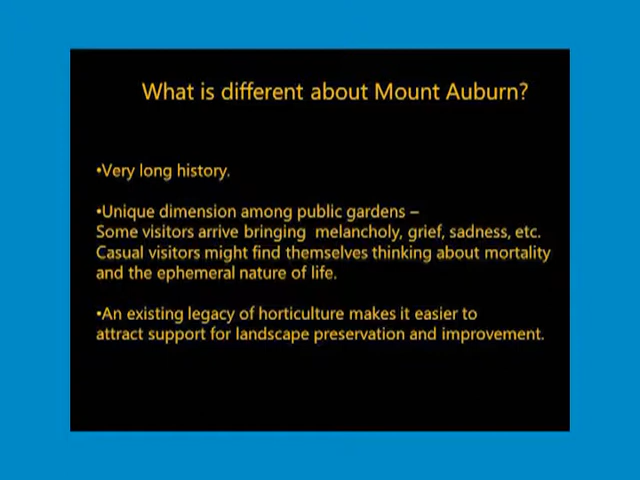 What is different about Mount Auburn?
•Very long history.
•Unique dimension among public gardens –
Some visitors arrive bringing melancholy, grief, sadness, etc.
Casual visitors might find themselves thinking about mortality
and the ephemeral nature of life.
•An existing legacy of horticulture makes it easier to
attract support for landscape preservation and improvement.